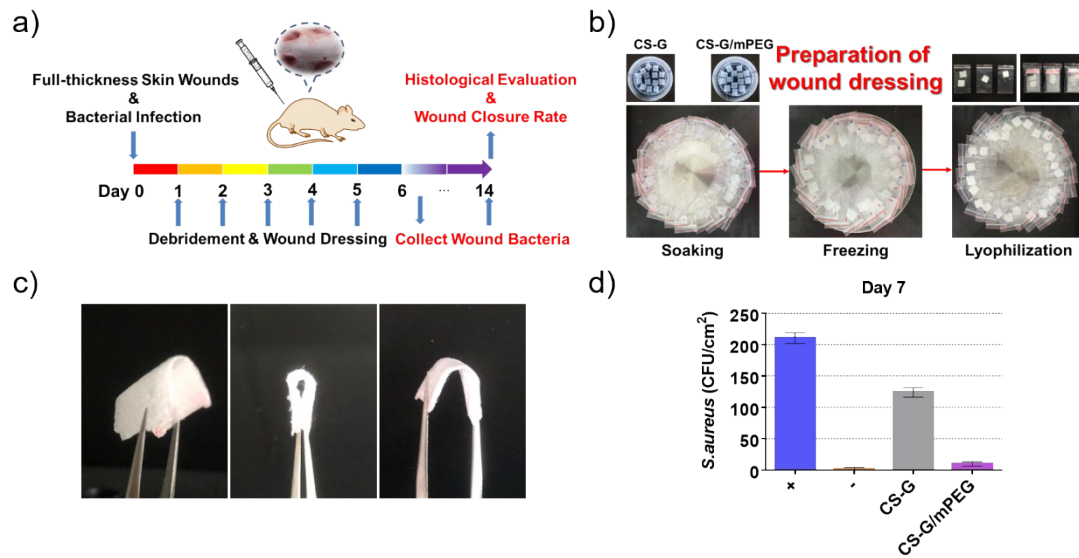 a)
Full-thickness Skin Wounds
&
Bacterial Infection
Histological Evaluation
&
Wound Closure Rate
Day 0 1 2 3 4 5 6 ... 14
Debridement & Wound Dressing
Collect Wound Bacteria
b)
CS-G
CS-G/mPEG
Preparation of
wound dressing
Soaking
Freezing
Lyophilization
c)
d)
Day 7
S.aureus (CFU/cm²)
250
200
150
100
50
0
+
-
CS-G
CS-G/mPEG